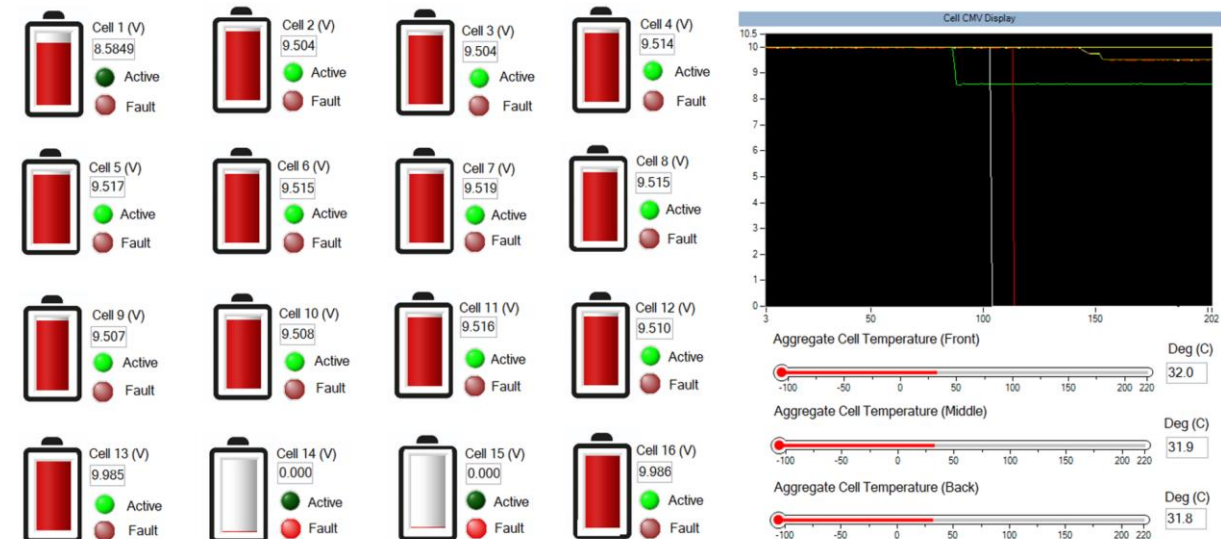 Cell 1 (V)
8.5849
Active
Fault
Cell 2 (V)
9.504
Active
Fault
Cell 3 (V)
9.504
Active
Fault
Cell 4 (V)
9.514
Active
Fault
Cell 5 (V)
9.517
Active
Fault
Cell 6 (V)
9.515
Active
Fault
Cell 7 (V)
9.519
Active
Fault
Cell 8 (V)
9.515
Active
Fault
Cell 9 (V)
9.507
Active
Fault
Cell 10 (V)
9.508
Active
Fault
Cell 11 (V)
9.516
Active
Fault
Cell 12 (V)
9.510
Active
Fault
Cell 13 (V)
9.985
Active
Fault
Cell 14 (V)
0.000
Active
Fault
Cell 15 (V)
0.000
Active
Fault
Cell 16 (V)
9.986
Active
Fault
Cell CMV Display
10.5
10
9
8
7
6
5
4
3
2
1
0
3 50 100 150 202
Aggregate Cell Temperature (Front)
Deg (C)
32.0
-100 -50 0 50 100 150 200 220
Aggregate Cell Temperature (Middle)
Deg (C)
31.9
-100 -50 0 50 100 150 200 220
Aggregate Cell Temperature (Back)
Deg (C)
31.8
-100 -50 0 50 100 150 200 220